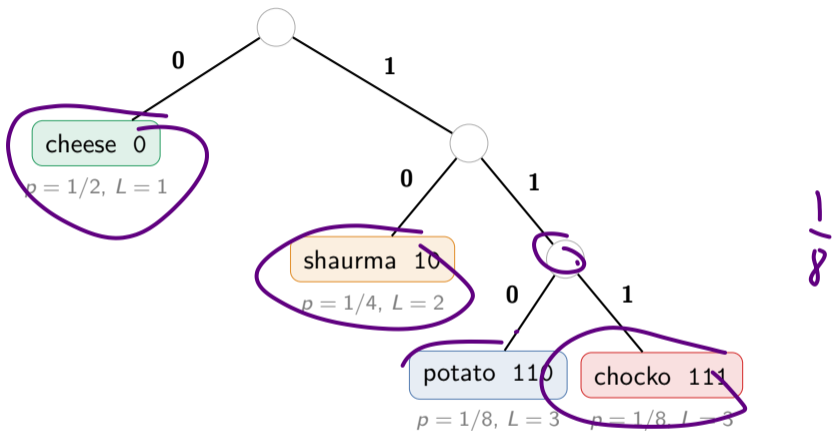 0
1
cheese 0
p = 1/2, L = 1
0
1
shaurma 10
p = 1/4, L = 2
0
1
potato 110
chocko 111
p = 1/8, L = 3
p = 1/8, L = 3
1/8